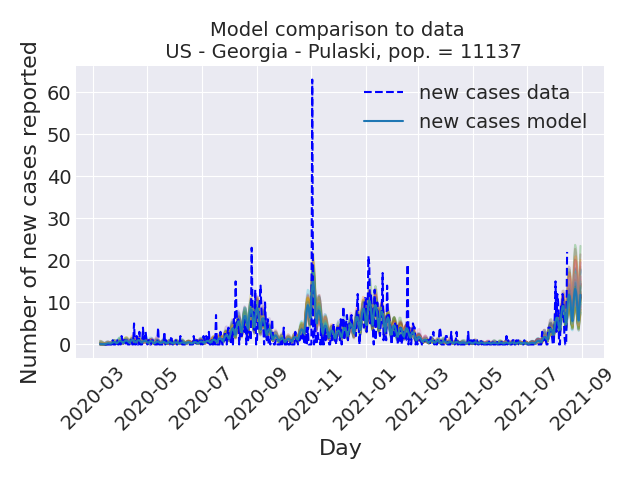 Model comparison to data
US - Georgia - Pulaski, pop. = 11137
new cases data
new cases model
Number of new cases reported
60
50
40
30
20
10
0
2020-03
2020-05
2020-07
2020-09
2020-11
2021-01
2021-03
2021-05
2021-07
2021-09
Day